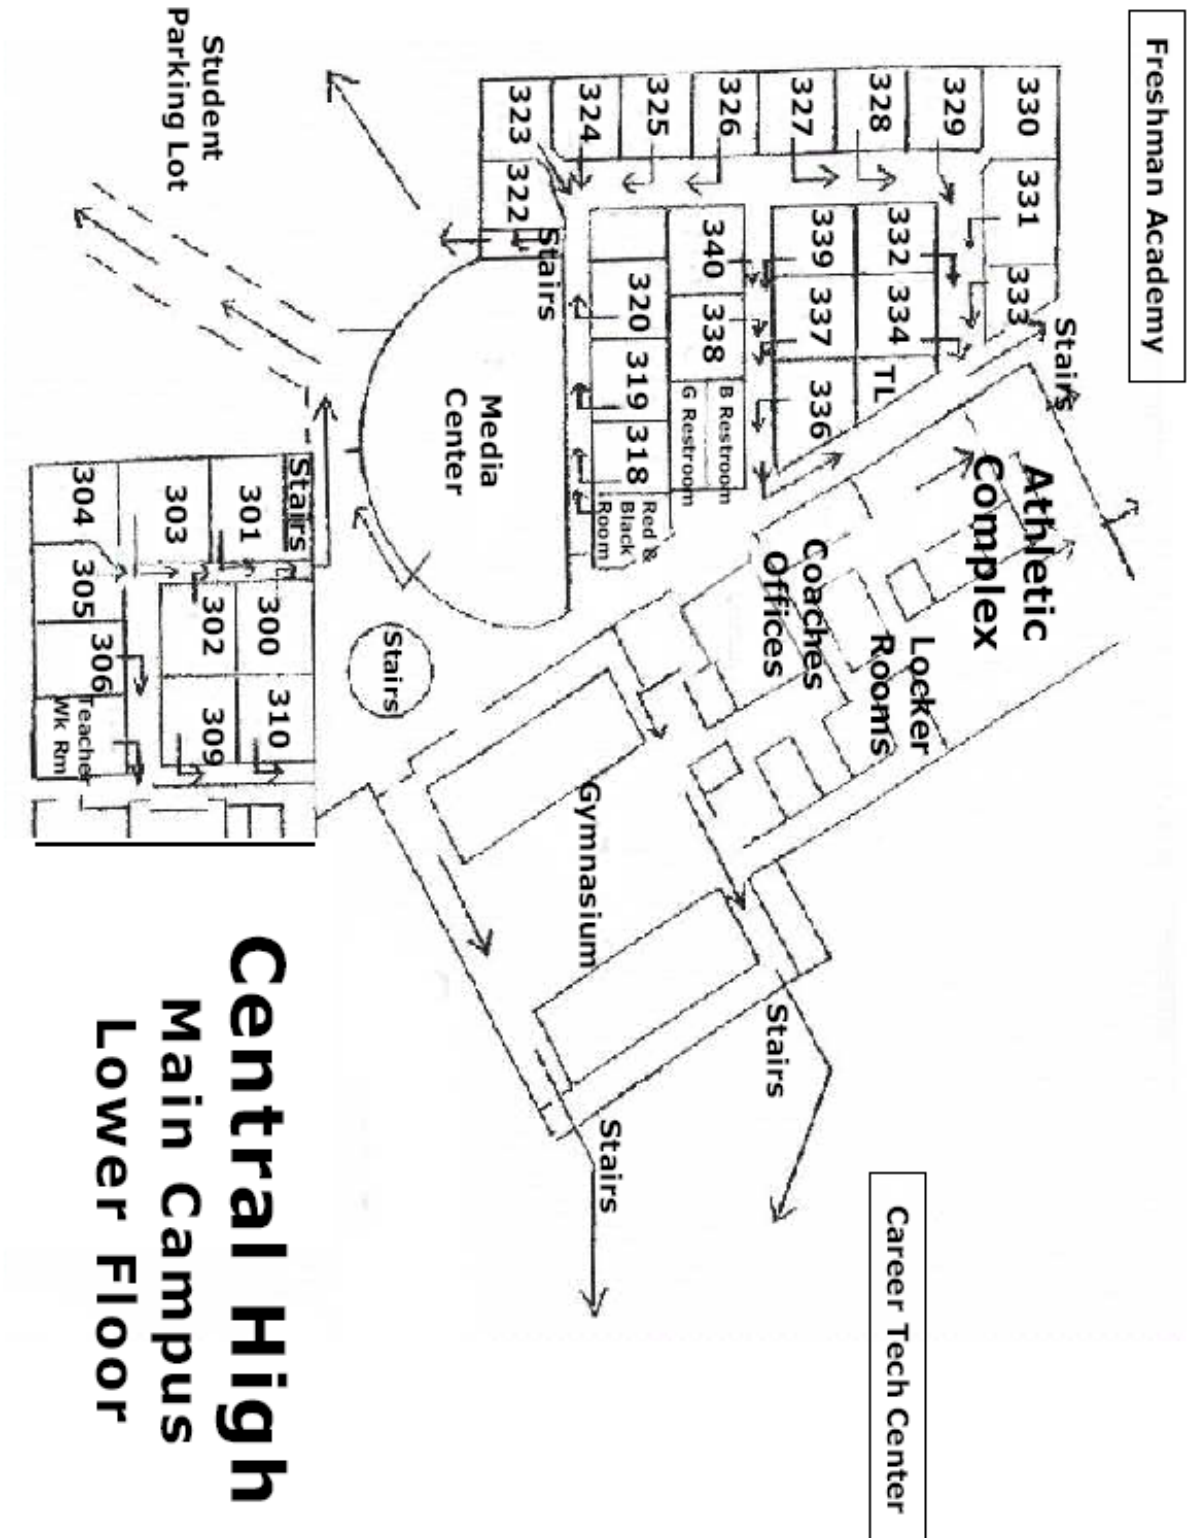 Freshman Academy
Career Tech Center
Stairs
330
331
333
Athletic
Complex
329
328
332
334
TL
Locker
Rooms
327
339
337
336
Coaches
Offices
Stairs
326
340
338
B Restroom
G Restroom
325
320
319
318
Red &
Black
Room
Gymnasium
Stairs
324
323
322
Stairs
Media
Center
Stairs
Stairs
301
300
310
303
302
309
304
305
306
Teacher
Wk Rm
Student
Parking Lot
Central High
Main Campus
Lower Floor